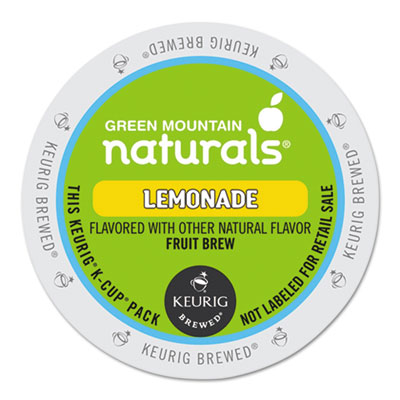 KEURIG BREWED®
KEURIG BREWED®
KEURIG BREWED®
KEURIG BREWED®
GREEN MOUNTAIN
naturals®
LEMONADE
FLAVORED WITH OTHER NATURAL FLAVOR
FRUIT BREW
THIS KEURIG® K-CUP® PACK
NOT LABELED FOR RETAIL SALE
KEURIG
BREWED®